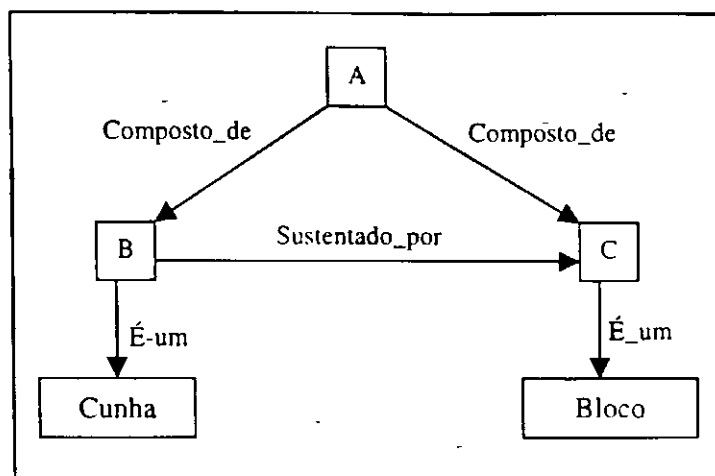 A
Composto_de
Composto_de
B
Sustentado_por
C
É-um
É_um
Cunha
Bloco